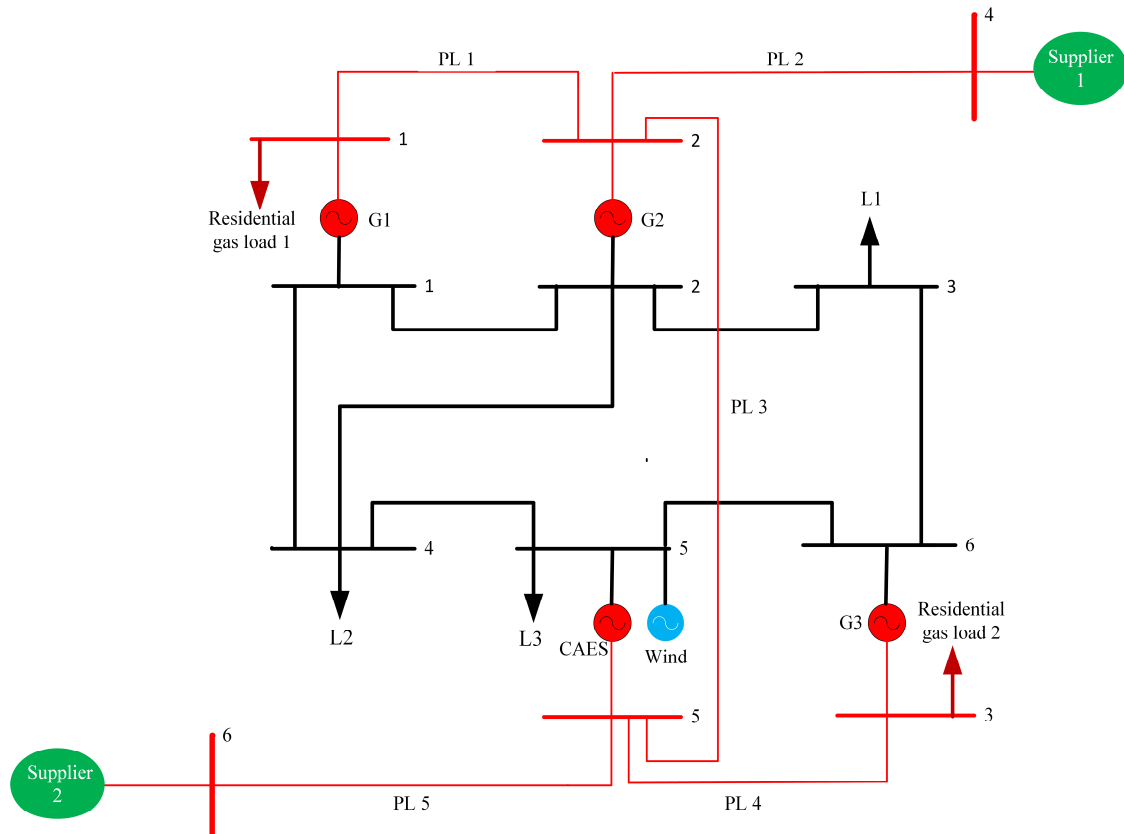 4
PL 1
PL 2
Supplier
1
1
2
L1
Residential
gas load 1
G1
G2
1
2
3
PL 3
4
5
6
L2
L3
CAES
Wind
G3
Residential
gas load 2
5
3
6
Supplier
2
PL 5
PL 4